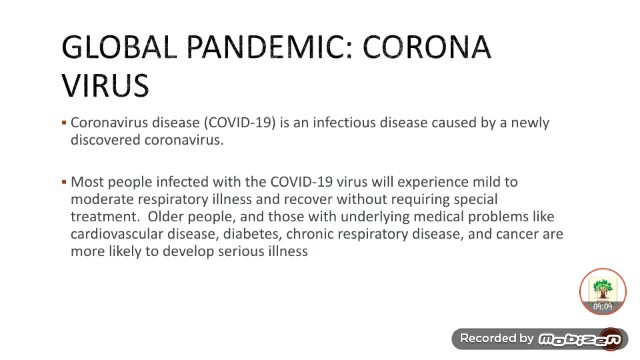 GLOBAL PANDEMIC: CORONA
VIRUS
▪ Coronavirus disease (COVID-19) is an infectious disease caused by a newly
discovered coronavirus.
▪ Most people infected with the COVID-19 virus will experience mild to
moderate respiratory illness and recover without requiring special
treatment.  Older people, and those with underlying medical problems like
cardiovascular disease, diabetes, chronic respiratory disease, and cancer are
more likely to develop serious illness
09:09
Recorded by mobizen